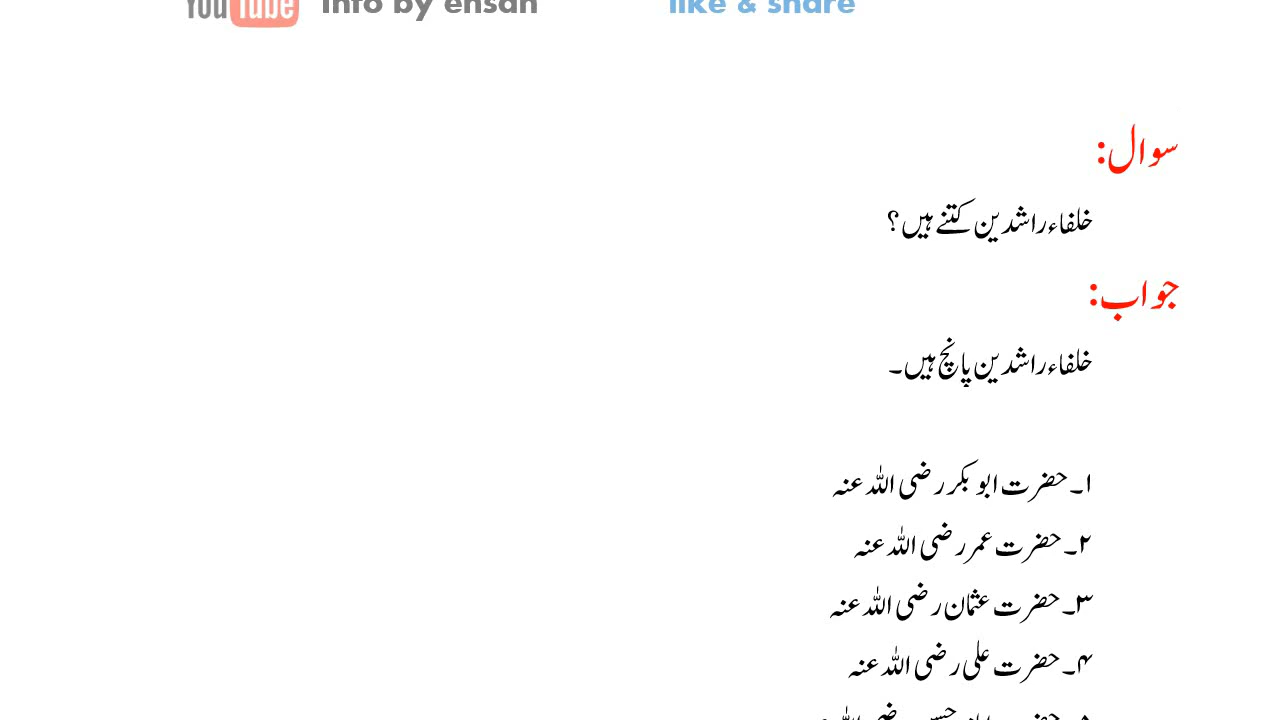 YouTube Info by ehsan like & share
سوال:
خلفاء راشدین کتنے ہیں؟
جواب:
خلفاء راشدین پانچ ہیں۔
۱۔ حضرت ابو بکر رضی اللہ عنہ
۲۔ حضرت عمر رضی اللہ عنہ
۳۔ حضرت عثمان رضی اللہ عنہ
۴۔ حضرت علی رضی اللہ عنہ